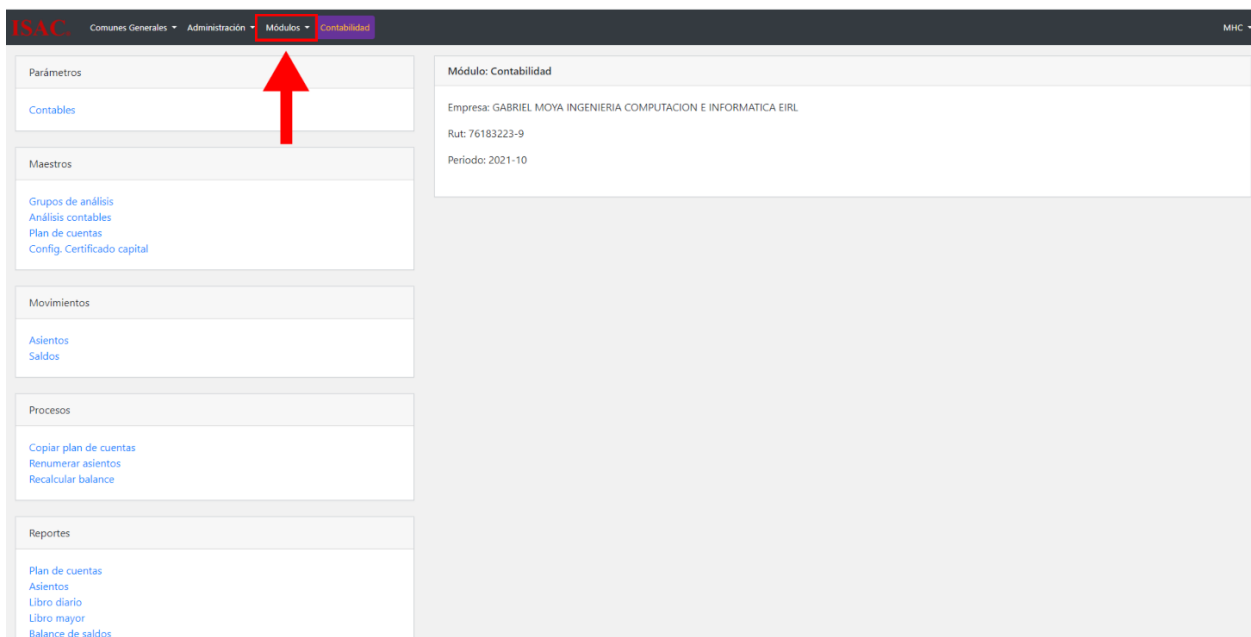 ISAC. Comunes Generales Administración Módulos Contabilidad MHC
Parámetros
Contables
Maestros
Grupos de análisis
Análisis contables
Plan de cuentas
Config. Certificado capital
Movimientos
Asientos
Saldos
Procesos
Copiar plan de cuentas
Renumerar asientos
Recalcular balance
Reportes
Plan de cuentas
Asientos
Libro diario
Libro mayor
Balance de saldos
Módulo: Contabilidad
Empresa: GABRIEL MOYA INGENIERIA COMPUTACION E INFORMATICA EIRL
Rut: 76183223-9
Periodo: 2021-10